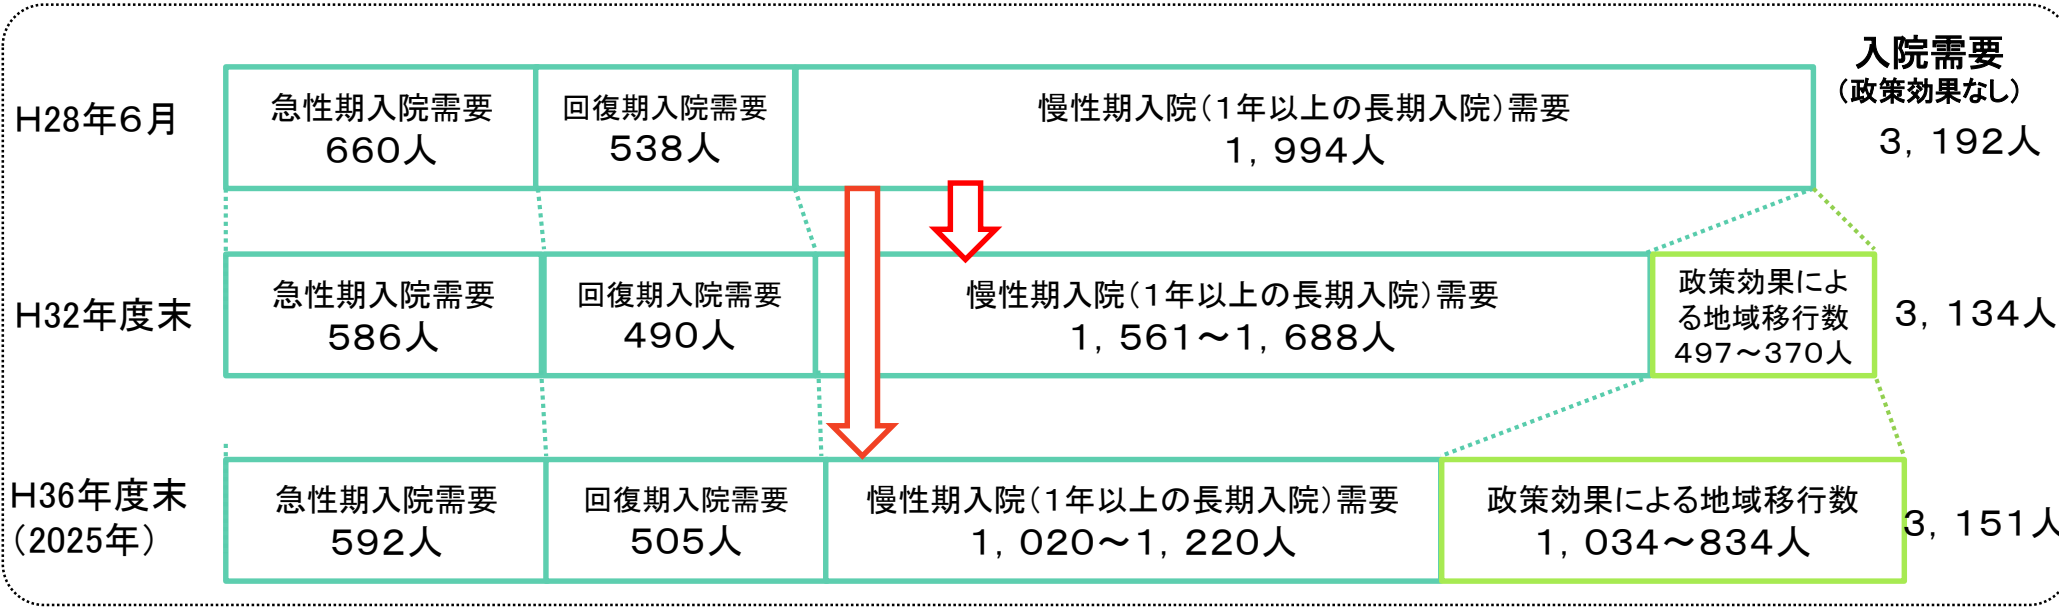 入院需要
（政策効果なし）
H28年６月
急性期入院需要
660人
回復期入院需要
538人
慢性期入院（１年以上の長期入院）需要
1，994人
3，192人
H32年度末
急性期入院需要
586人
回復期入院需要
490人
慢性期入院（１年以上の長期入院）需要
1，561～1，688人
政策効果によ
る地域移行数
497～370人
3，134人
H36年度末
（2025年）
急性期入院需要
592人
回復期入院需要
505人
慢性期入院（１年以上の長期入院）需要
1，020～1，220人
政策効果による地域移行数
1，034～834人
3，151人